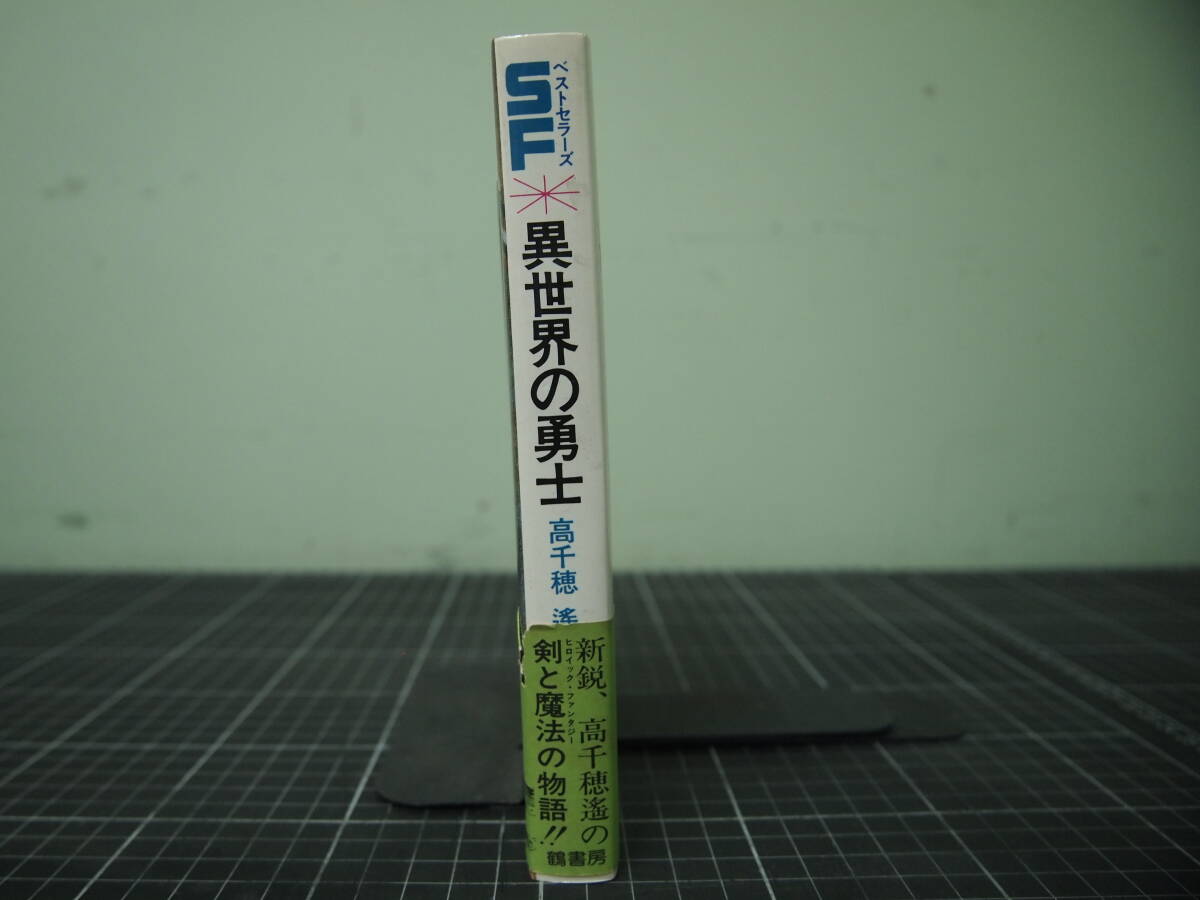 SF
ベストセラーズ
異世界の勇士
高千穂 遙
新鋭、高千穂遙の
ヒロイック・ファンタジー
剣と魔法の物語!!
鶴書房